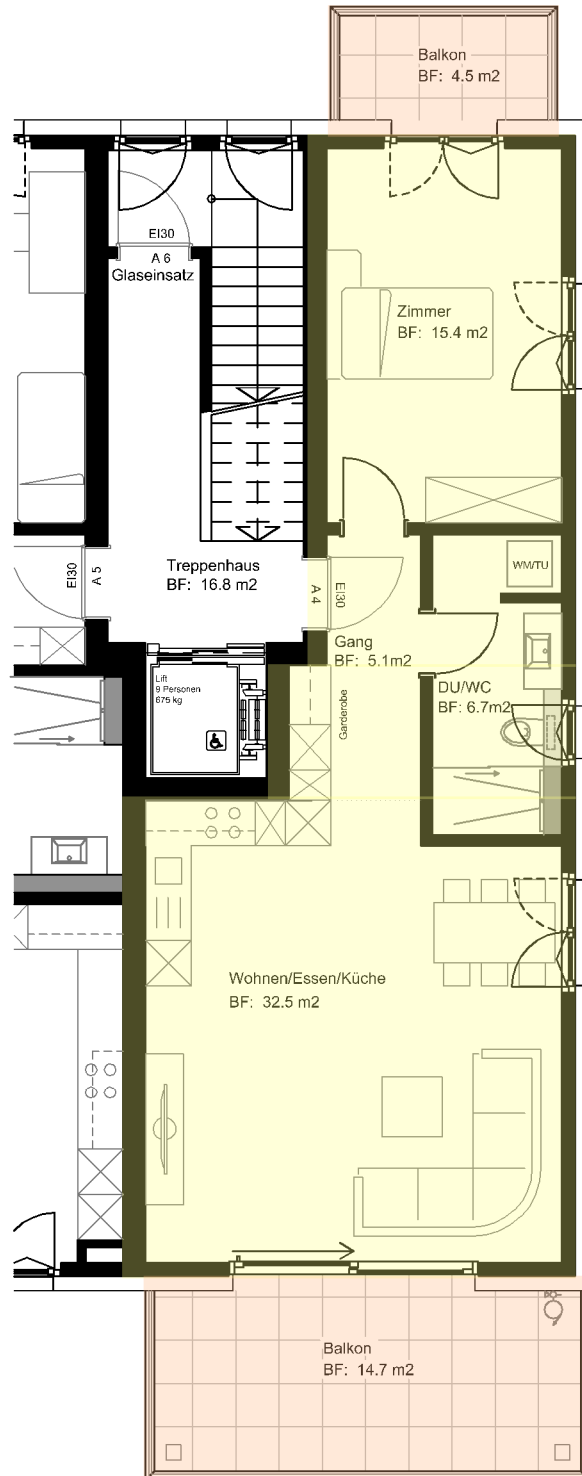 Balkon
BF: 4.5 m2
EI30
A 6
Glaseinsatz
Zimmer
BF: 15.4 m2
Treppenhaus
BF: 16.8 m2
EI30
A 5
A 4
EI30
WM/TU
Gang
BF: 5.1m2
Lift
9 Personen
675 kg
Garderobe
DU/WC
BF: 6.7m2
Wohnen/Essen/Küche
BF: 32.5 m2
Balkon
BF: 14.7 m2